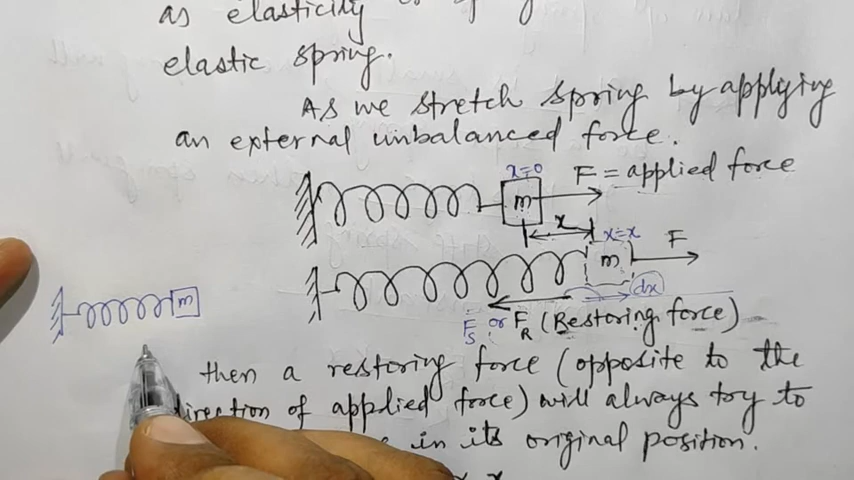 as elasticity
elastic spring.
As we stretch spring by applying
an external unbalanced force.
x=0
F = applied force
m
x
x=x
F
m
dx
F_S or F_R (Restoring force)
m
then a restoring force (opposite to the
direction of applied force) will always try to
in its original position.
x